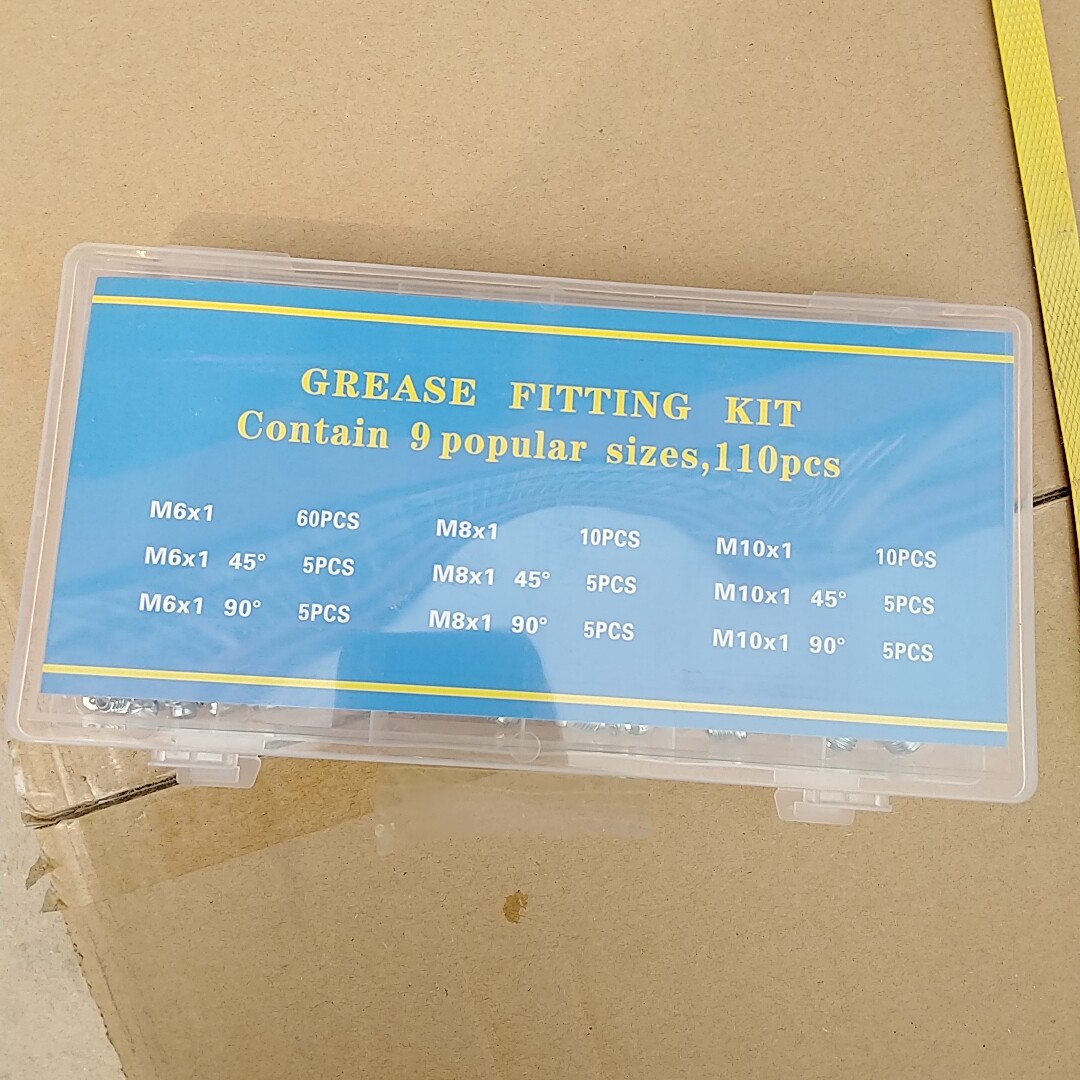 GREASE FITTING KIT
Contain 9 popular sizes,110pcs
M6x1 60PCS M8x1 10PCS M10x1 10PCS
M6x1 45° 5PCS M8x1 45° 5PCS M10x1 45° 5PCS
M6x1 90° 5PCS M8x1 90° 5PCS M10x1 90° 5PCS